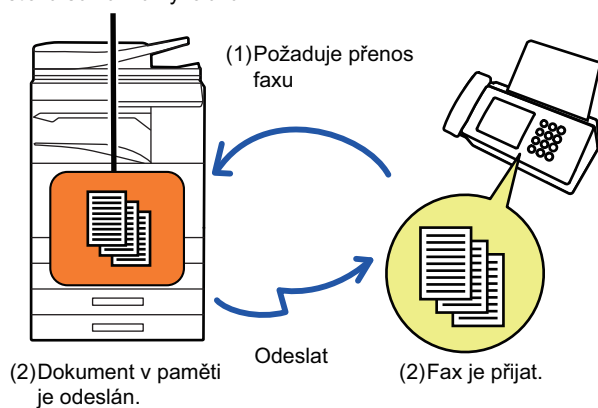 (1)Požaduje přenos
faxu
Odeslat
(2)Dokument v paměti
je odeslán.
(2)Fax je přijat.